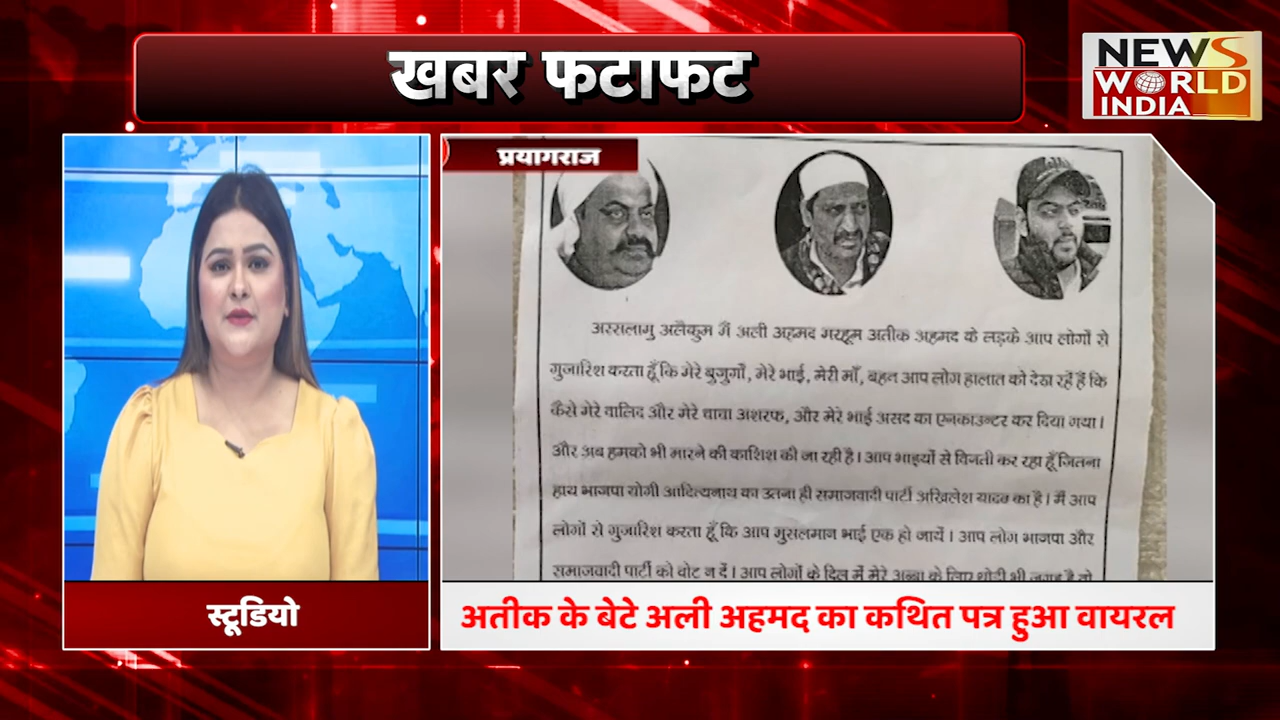 खबर फटाफट
NEWS
WORLD
INDIA
प्रयागराज
अस्सलामु अलैकुम मैं अली अहमद मरहूम अतीक अहमद के लड़के आप लोगों से
गुजारिश करता हूँ कि मेरे बुजुर्गों, मेरे भाई, मेरी माँ, बहन आप लोग हालात को देख रहें हैं कि
कैसे मेरे वालिद और मेरे चाचा अशरफ, और मेरे भाई असद का एनकाउन्टर कर दिया गया।
और अब हमको भी मारने की काशिश की जा रही है। आप भाइयों से विनती कर रहा हूँ जितना
हाथ भाजपा योगी आदित्यनाथ का उतना ही समाजवादी पार्टी अखिलेश यादव का है। मैं आप
लोगों से गुजारिश करता हूँ कि आप मुसलमान भाई एक हो जायें। आप लोग भाजपा और
समाजवादी पार्टी को वोट न दें। आप लोगों के दिल में मेरे अब्बा के लिए थोड़ी भी जगह है तो
स्टूडियो
अतीक के बेटे अली अहमद का कथित पत्र हुआ वायरल